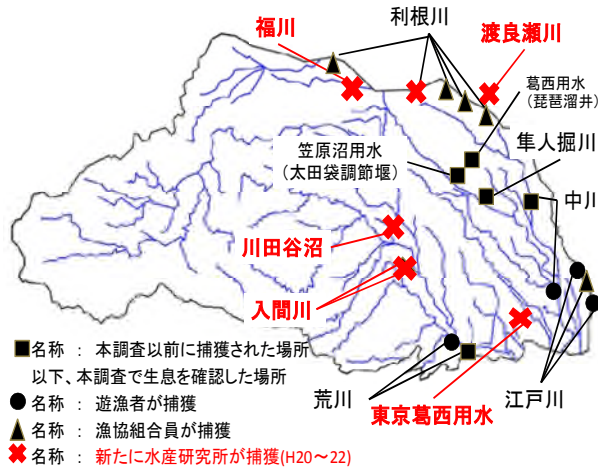 利根川
福川
渡良瀬川
葛西用水
（琵琶溜井）
隼人掘川
笠原沼用水
（太田袋調節堰）
中川
川田谷沼
入間川
■名称 ： 本調査以前に捕獲された場所
以下、本調査で生息を確認した場所
●名称 ： 遊漁者が捕獲
▲名称 ： 漁協組合員が捕獲
✖名称 ： 新たに水産研究所が捕獲(H20～22)
荒川
東京葛西用水
江戸川